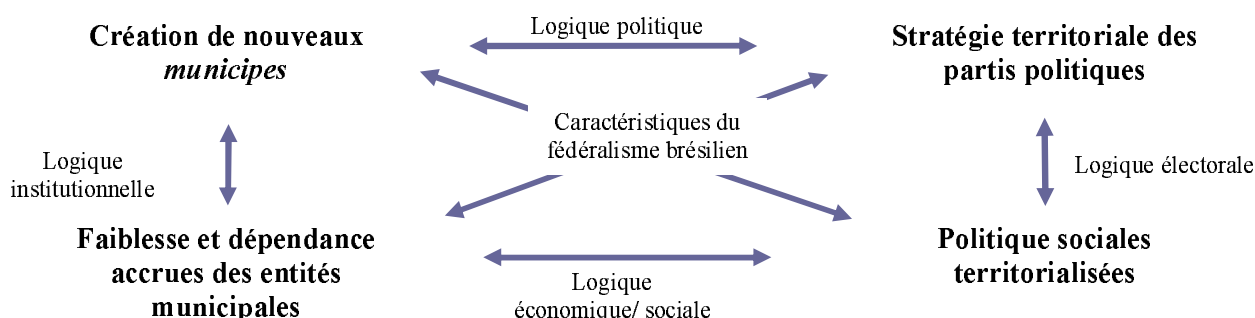 Création de nouveaux
municipes
Logique politique
Stratégie territoriale des
partis politiques
Caractéristiques du
fédéralisme brésilien
Logique
institutionnelle
Logique électorale
Faiblesse et dépendance
accrues des entités
municipales
Logique
économique/ sociale
Politique sociales
territorialisées